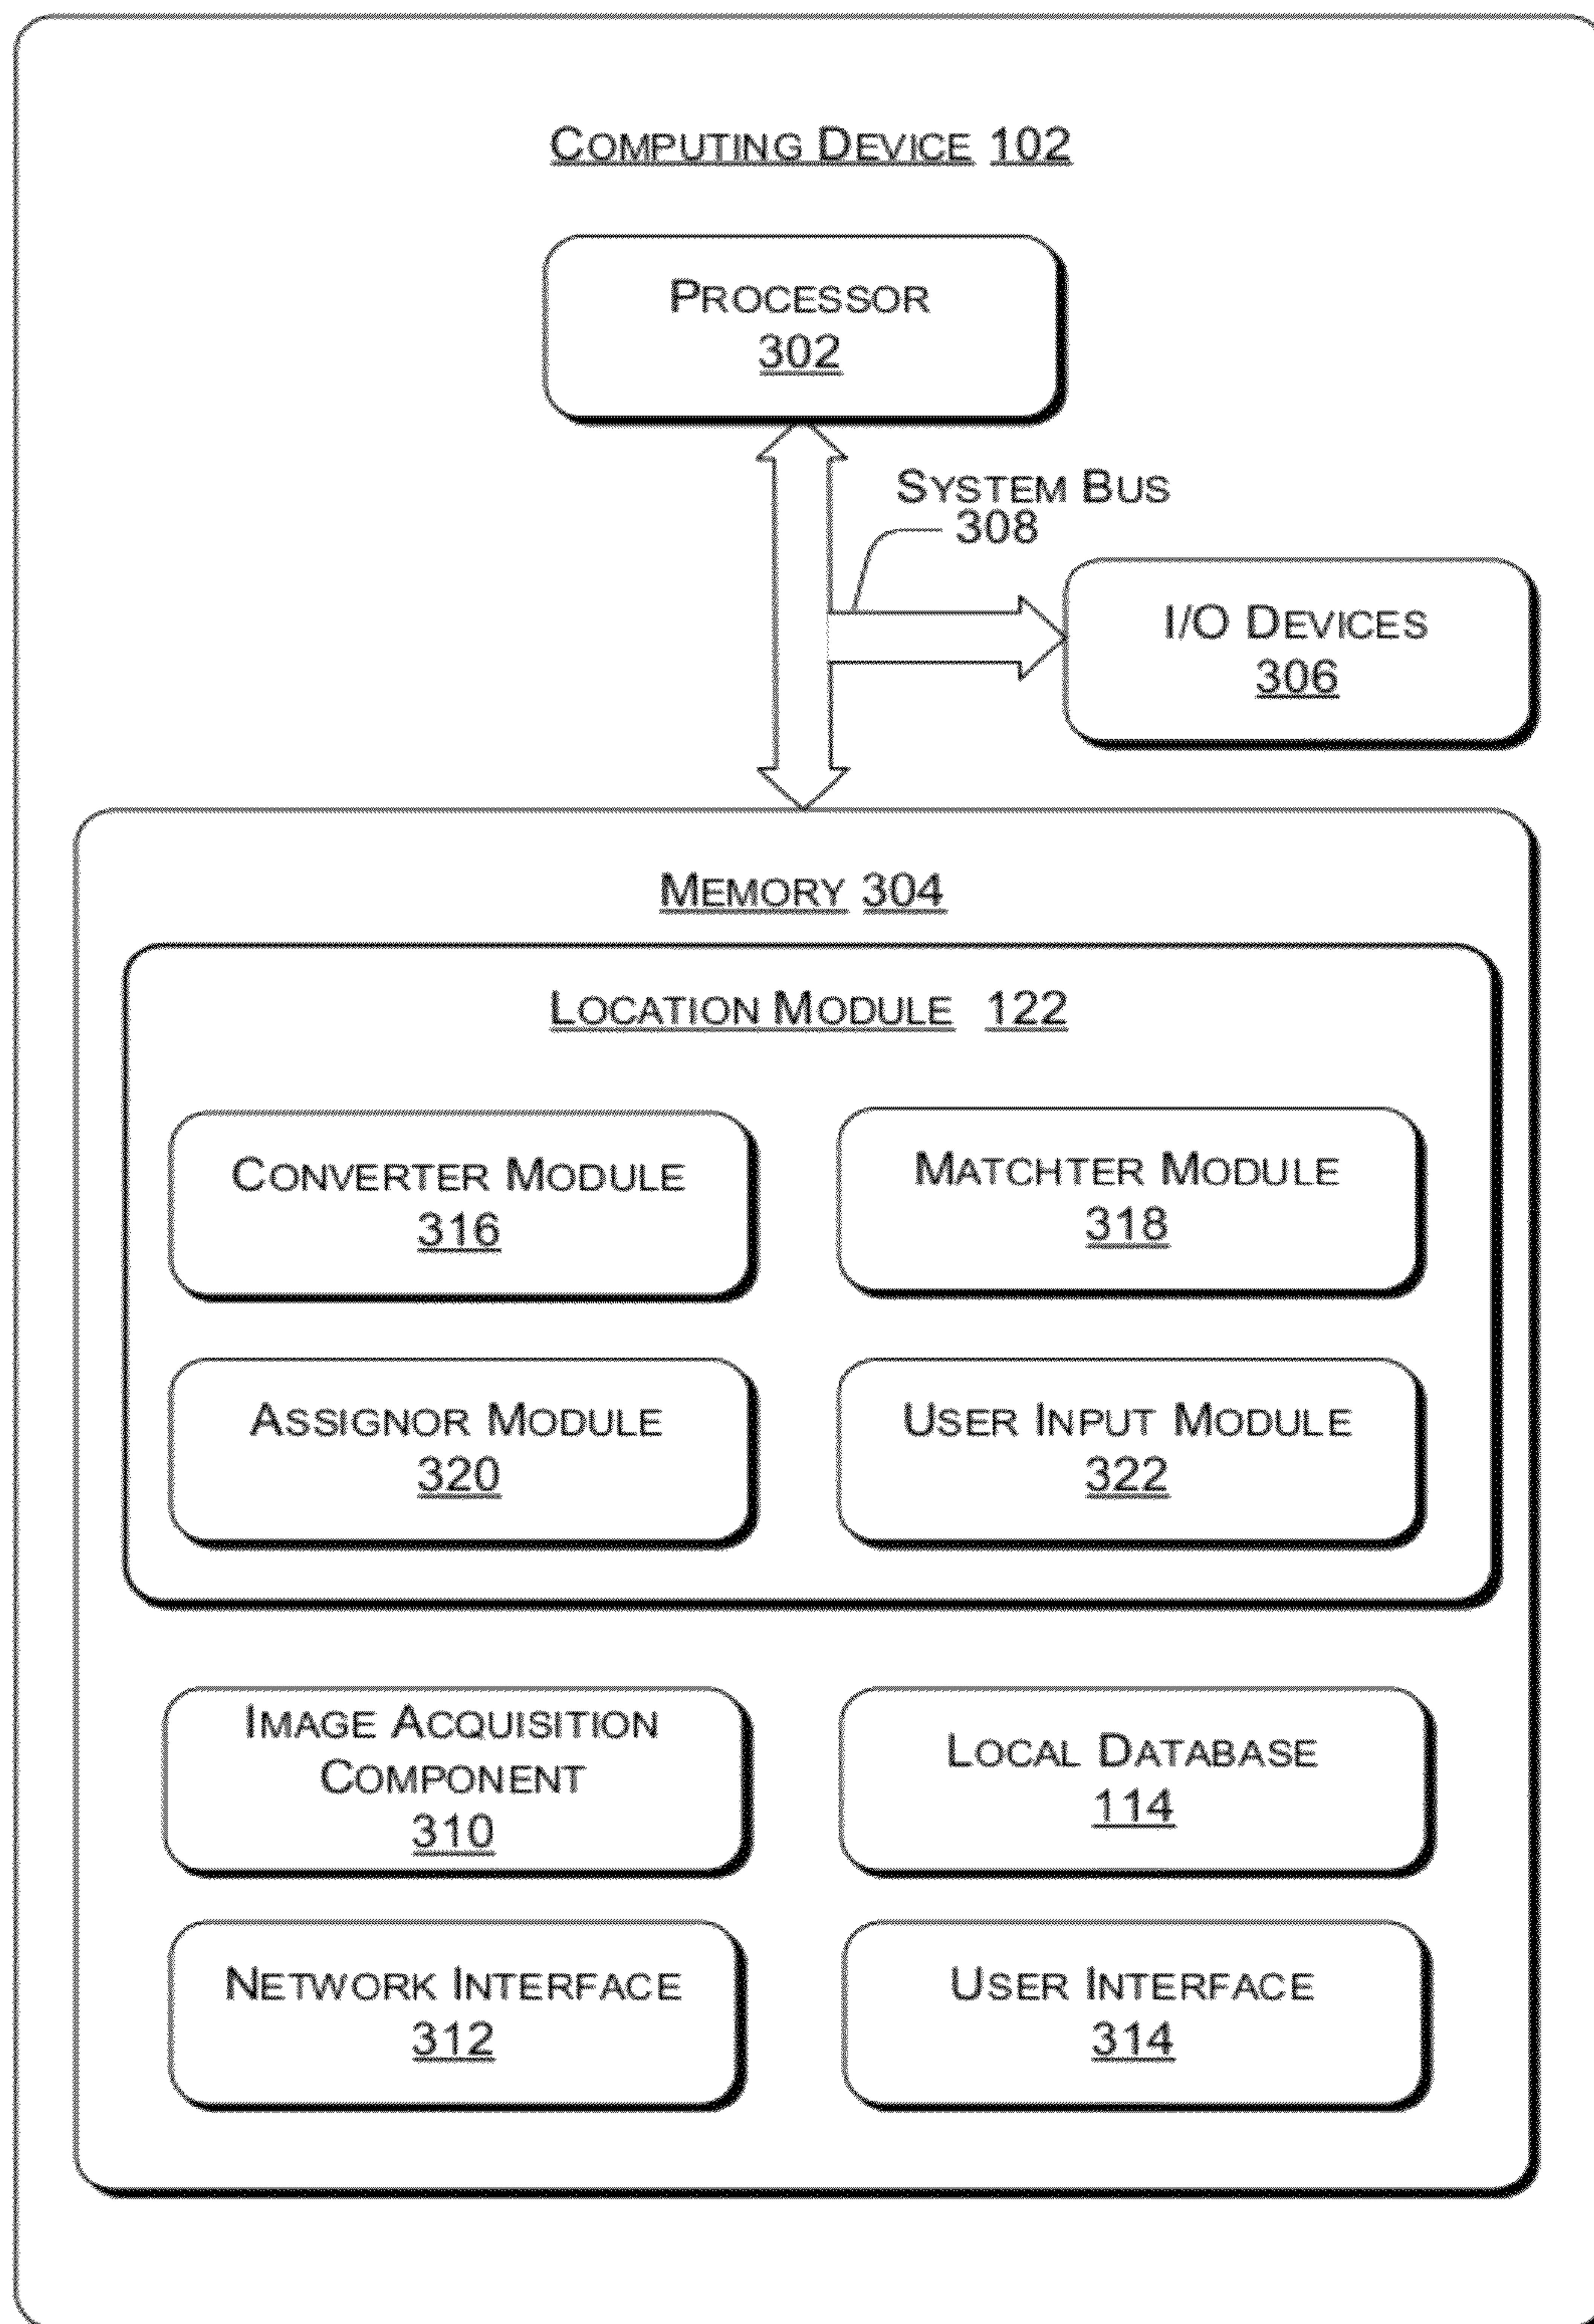 COMPUTING DEVICE 102
PROCESSOR
302
SYSTEM BUS
308
I/O DEVICES
306
MEMORY 304
LOCATION MODULE 122
CONVERTER MODULE
316
MATCHTER MODULE
318
ASSIGNOR MODULE
320
USER INPUT MODULE
322
IMAGE ACQUISITION
COMPONENT
310
LOCAL DATABASE
114
NETWORK INTERFACE
312
USER INTERFACE
314